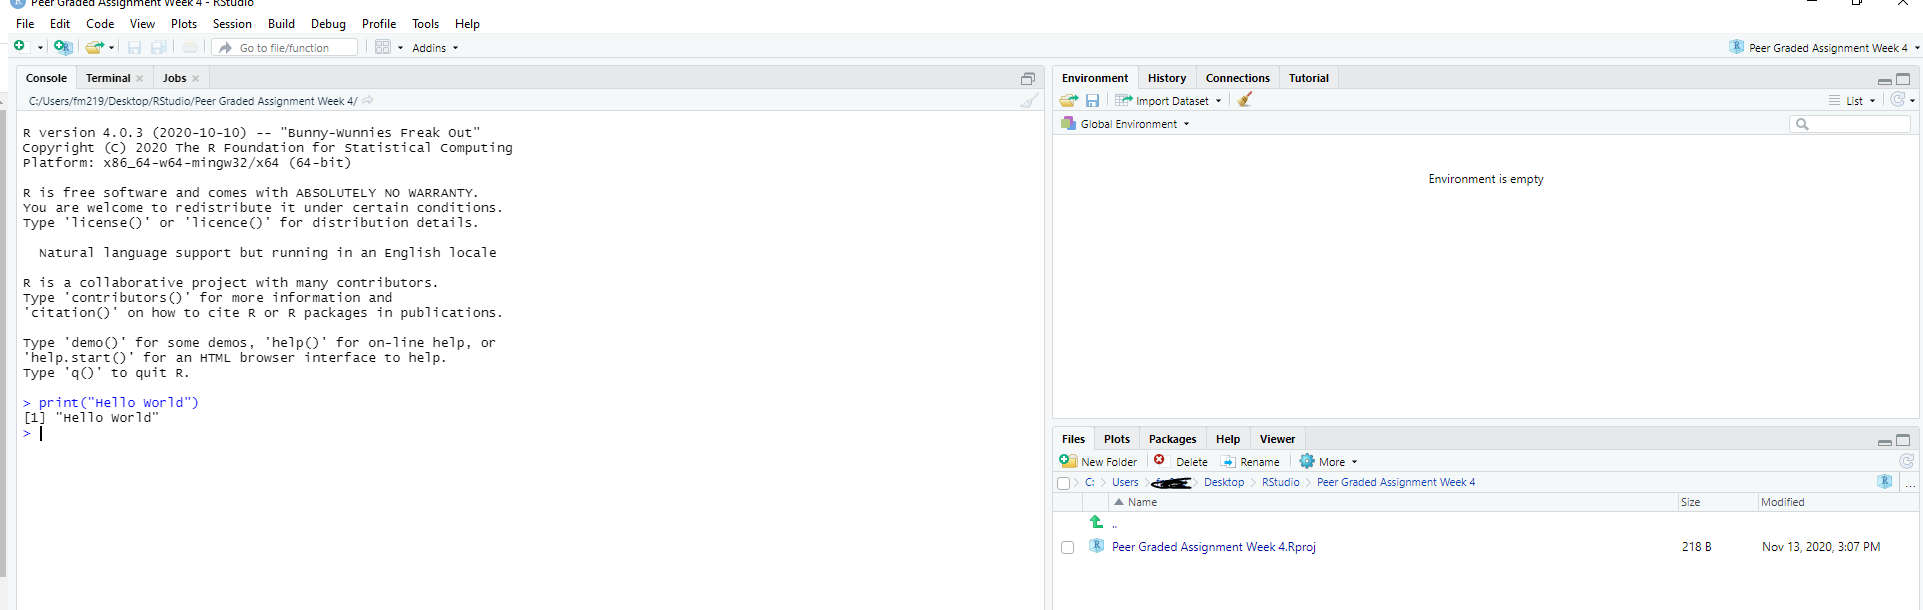 Peer Graded Assignment Week 4 - RStudio
File Edit Code View Plots Session Build Debug Profile Tools Help
Go to file/function Addins Peer Graded Assignment Week 4
Console Terminal Jobs
C:/Users/fm219/Desktop/RStudio/Peer Graded Assignment Week 4/
R version 4.0.3 (2020-10-10) -- "Bunny-Wunnies Freak Out"
Copyright (C) 2020 The R Foundation for Statistical Computing
Platform: x86_64-w64-mingw32/x64 (64-bit)
R is free software and comes with ABSOLUTELY NO WARRANTY.
You are welcome to redistribute it under certain conditions.
Type 'license()' or 'licence()' for distribution details.
Natural language support but running in an English locale
R is a collaborative project with many contributors.
Type 'contributors()' for more information and
'citation()' on how to cite R or R packages in publications.
Type 'demo()' for some demos, 'help()' for on-line help, or
'help.start()' for an HTML browser interface to help.
Type 'q()' to quit R.
> print("Hello World")
[1] "Hello World"
>
Environment History Connections Tutorial
Import Dataset List
Global Environment
Environment is empty
Files Plots Packages Help Viewer
New Folder Delete Rename More
C: Users Desktop RStudio Peer Graded Assignment Week 4 ...
Name Size Modified
..
Peer Graded Assignment Week 4.Rproj 218 B Nov 13, 2020, 3:07 PM